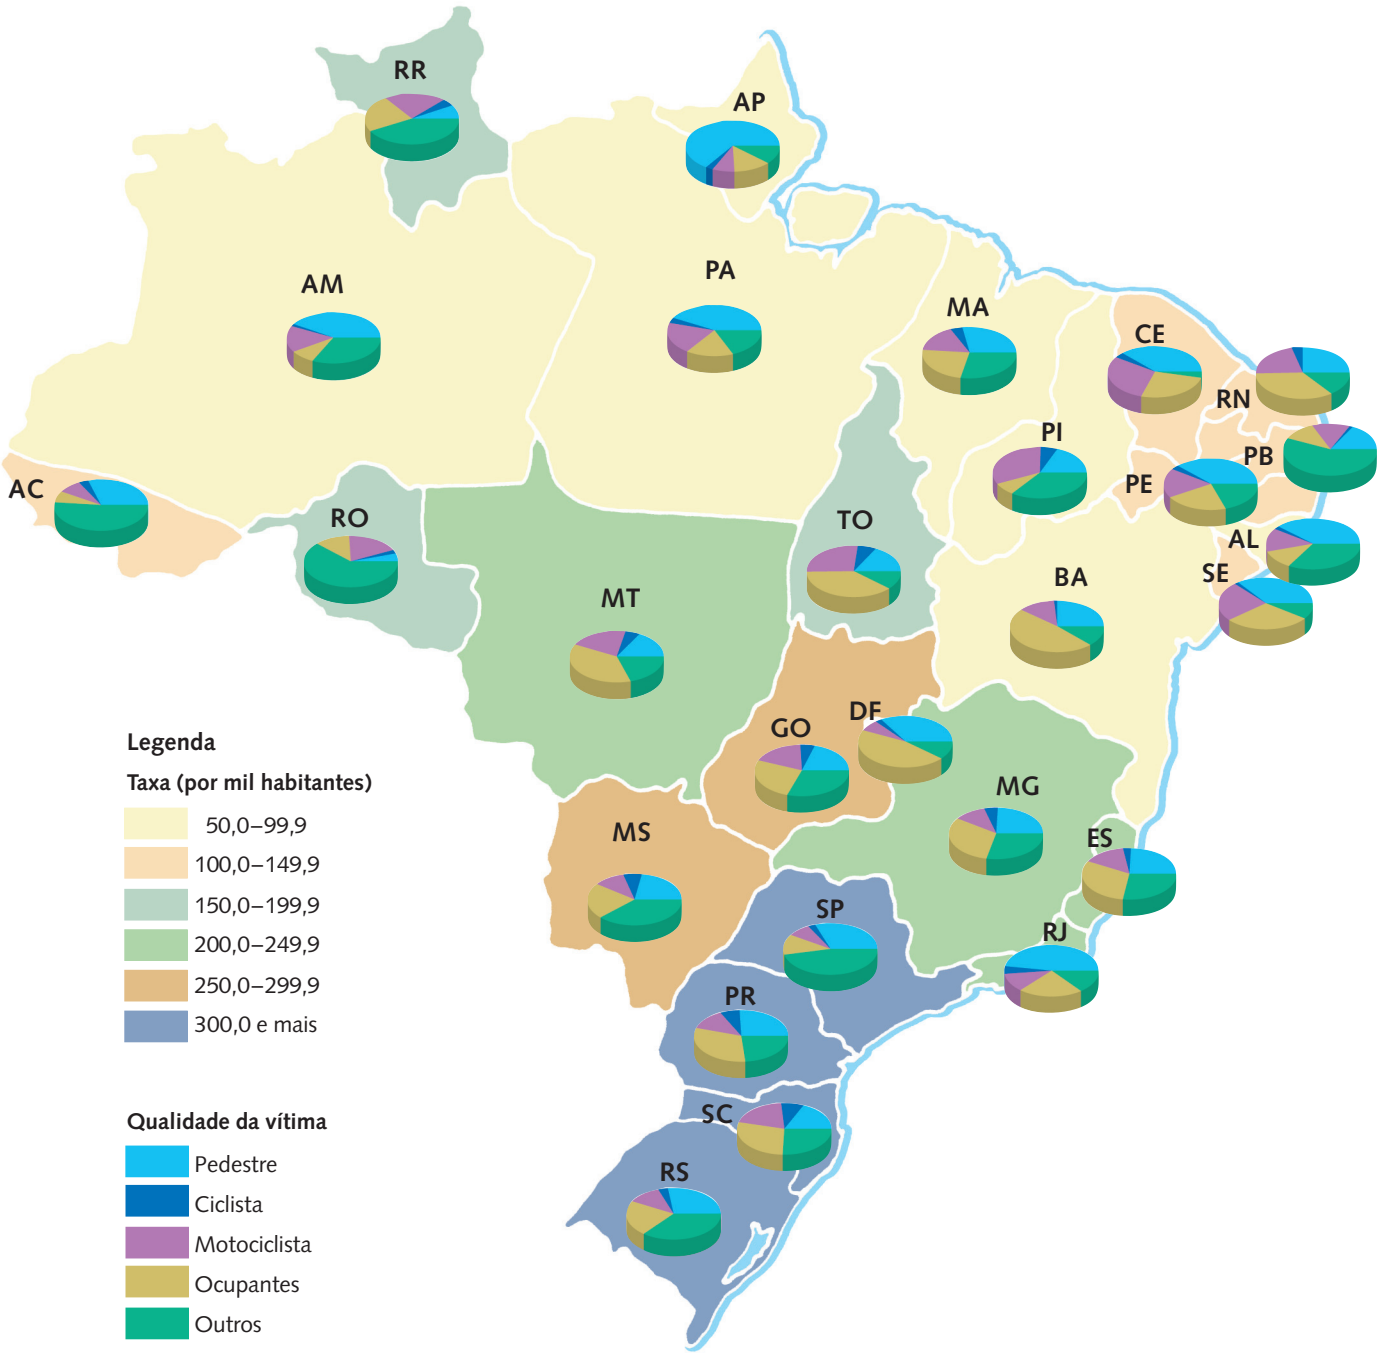 RR
AP
AM
PA
MA
CE
RN
PI
PB
PE
AC
RO
TO
AL
SE
BA
MT
DF
GO
MG
MS
ES
SP
RJ
PR
SC
RS
Legenda
Taxa (por mil habitantes)
50,0–99,9
100,0–149,9
150,0–199,9
200,0–249,9
250,0–299,9
300,0 e mais
Qualidade da vítima
Pedestre
Ciclista
Motociclista
Ocupantes
Outros